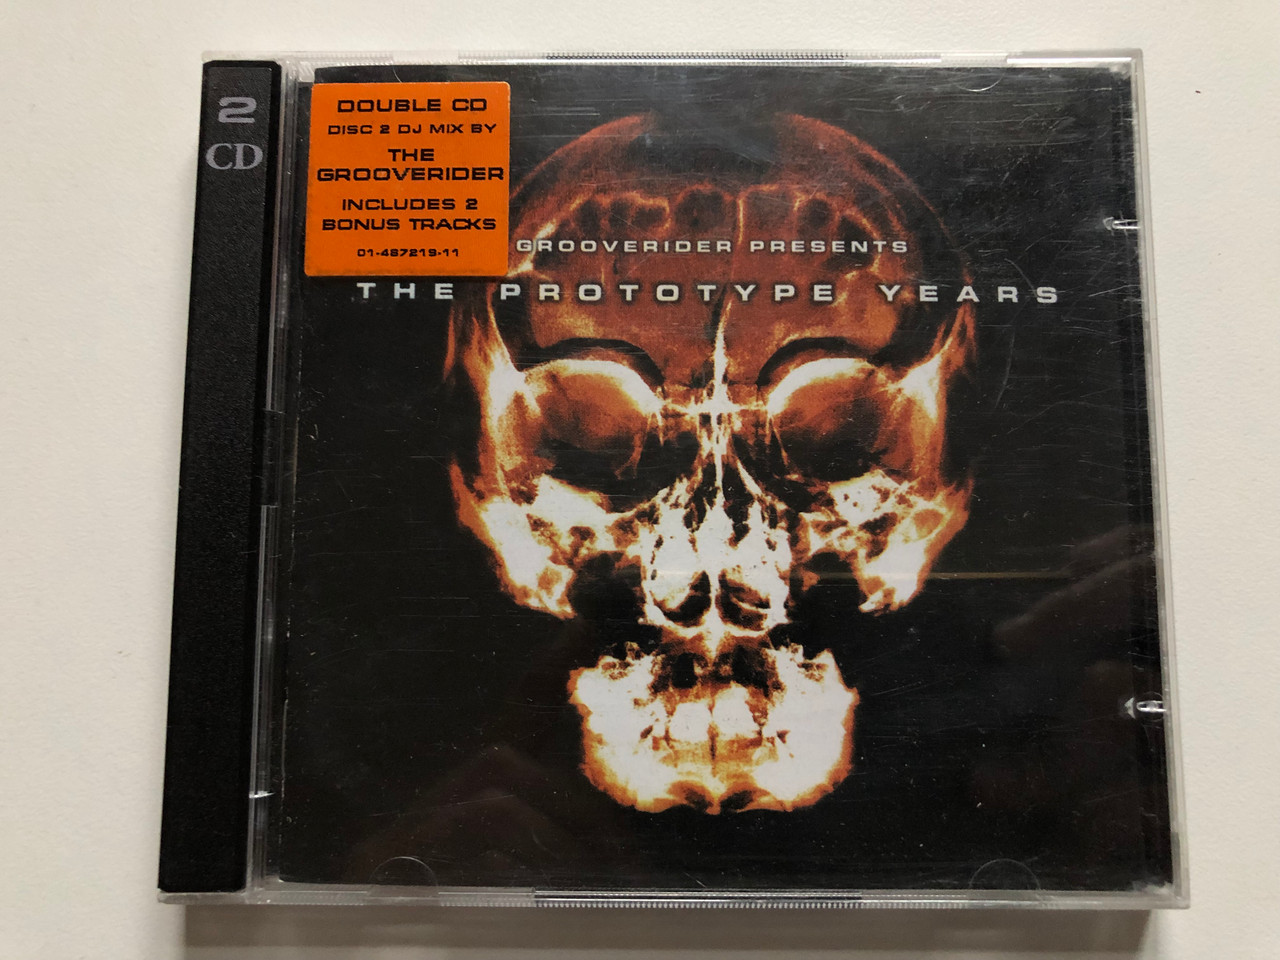 2
CD
DOUBLE CD
DISC 2 DJ MIX BY
THE
GROOVERIDER
INCLUDES 2
BONUS TRACKS
01-487219-11
GROOVERIDER PRESENTS
THE PROTOTYPE YEARS